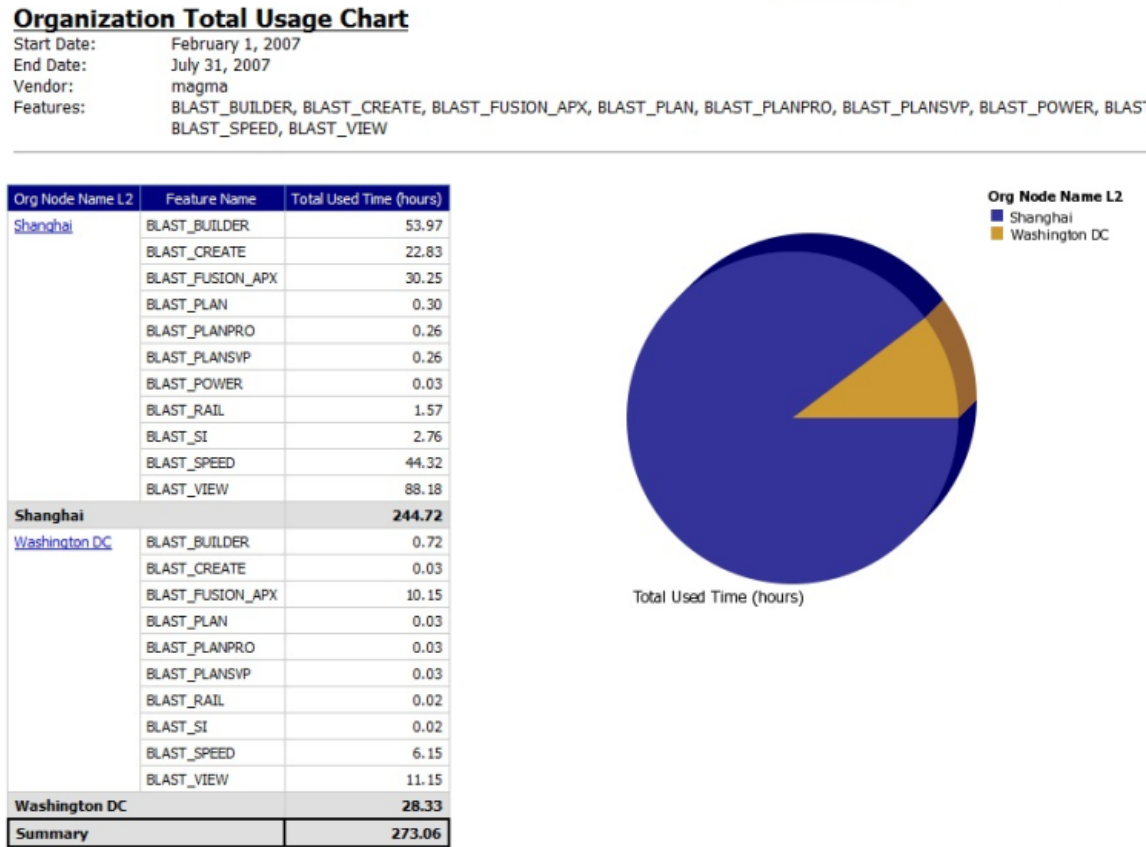 Organization Total Usage Chart
Start Date: February 1, 2007
End Date: July 31, 2007
Vendor: magma
Features: BLAST_BUILDER, BLAST_CREATE, BLAST_FUSION_APX, BLAST_PLAN, BLAST_PLANPRO, BLAST_PLANSVP, BLAST_POWER, BLAS
BLAST_SPEED, BLAST_VIEW
Org Node Name L2 Feature Name Total Used Time (hours)
Shanghai BLAST_BUILDER 53.97
BLAST_CREATE 22.83
BLAST_FUSION_APX 30.25
BLAST_PLAN 0.30
BLAST_PLANPRO 0.26
BLAST_PLANSVP 0.26
BLAST_POWER 0.03
BLAST_RAIL 1.57
BLAST_SI 2.76
BLAST_SPEED 44.32
BLAST_VIEW 88.18
Shanghai 244.72
Washington DC BLAST_BUILDER 0.72
BLAST_CREATE 0.03
BLAST_FUSION_APX 10.15
BLAST_PLAN 0.03
BLAST_PLANPRO 0.03
BLAST_PLANSVP 0.03
BLAST_RAIL 0.02
BLAST_SI 0.02
BLAST_SPEED 6.15
BLAST_VIEW 11.15
Washington DC 28.33
Summary 273.06
Org Node Name L2
Shanghai
Washington DC
Total Used Time (hours)